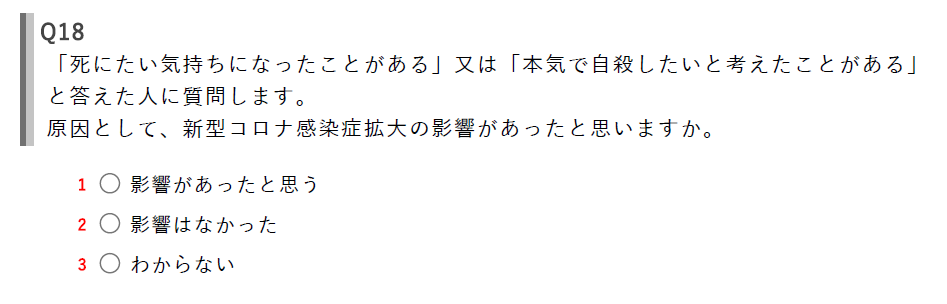 Q18
「死にたい気持ちになったことがある」又は「本気で自殺したいと考えたことがある」
と答えた人に質問します。
原因として、新型コロナ感染症拡大の影響があったと思いますか。
1 ○ 影響があったと思う
2 ○ 影響はなかった
3 ○ わからない